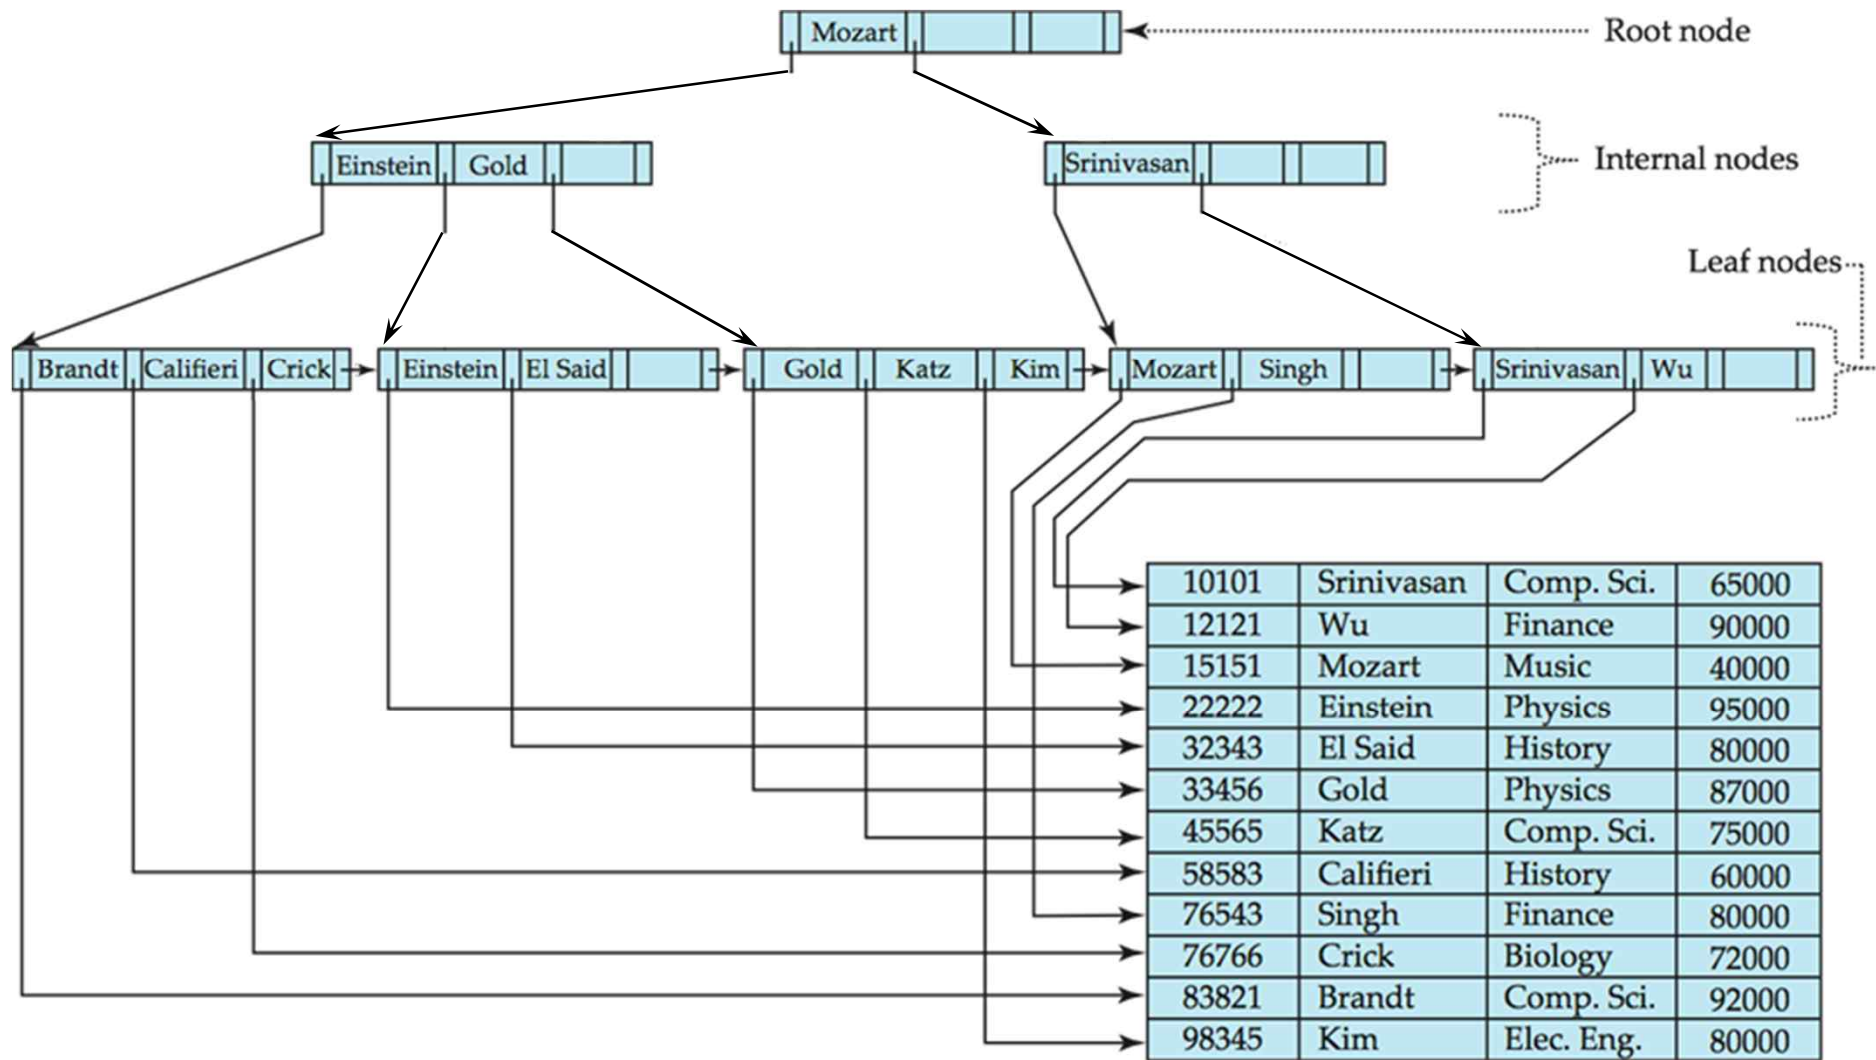 Mozart
Root node
Einstein Gold
Srinivasan
Internal nodes
Leaf nodes
Brandt Califieri Crick Einstein El Said Gold Katz Kim Mozart Singh Srinivasan Wu
10101 Srinivasan Comp. Sci. 65000
12121 Wu Finance 90000
15151 Mozart Music 40000
22222 Einstein Physics 95000
32343 El Said History 80000
33456 Gold Physics 87000
45565 Katz Comp. Sci. 75000
58583 Califieri History 60000
76543 Singh Finance 80000
76766 Crick Biology 72000
83821 Brandt Comp. Sci. 92000
98345 Kim Elec. Eng. 80000